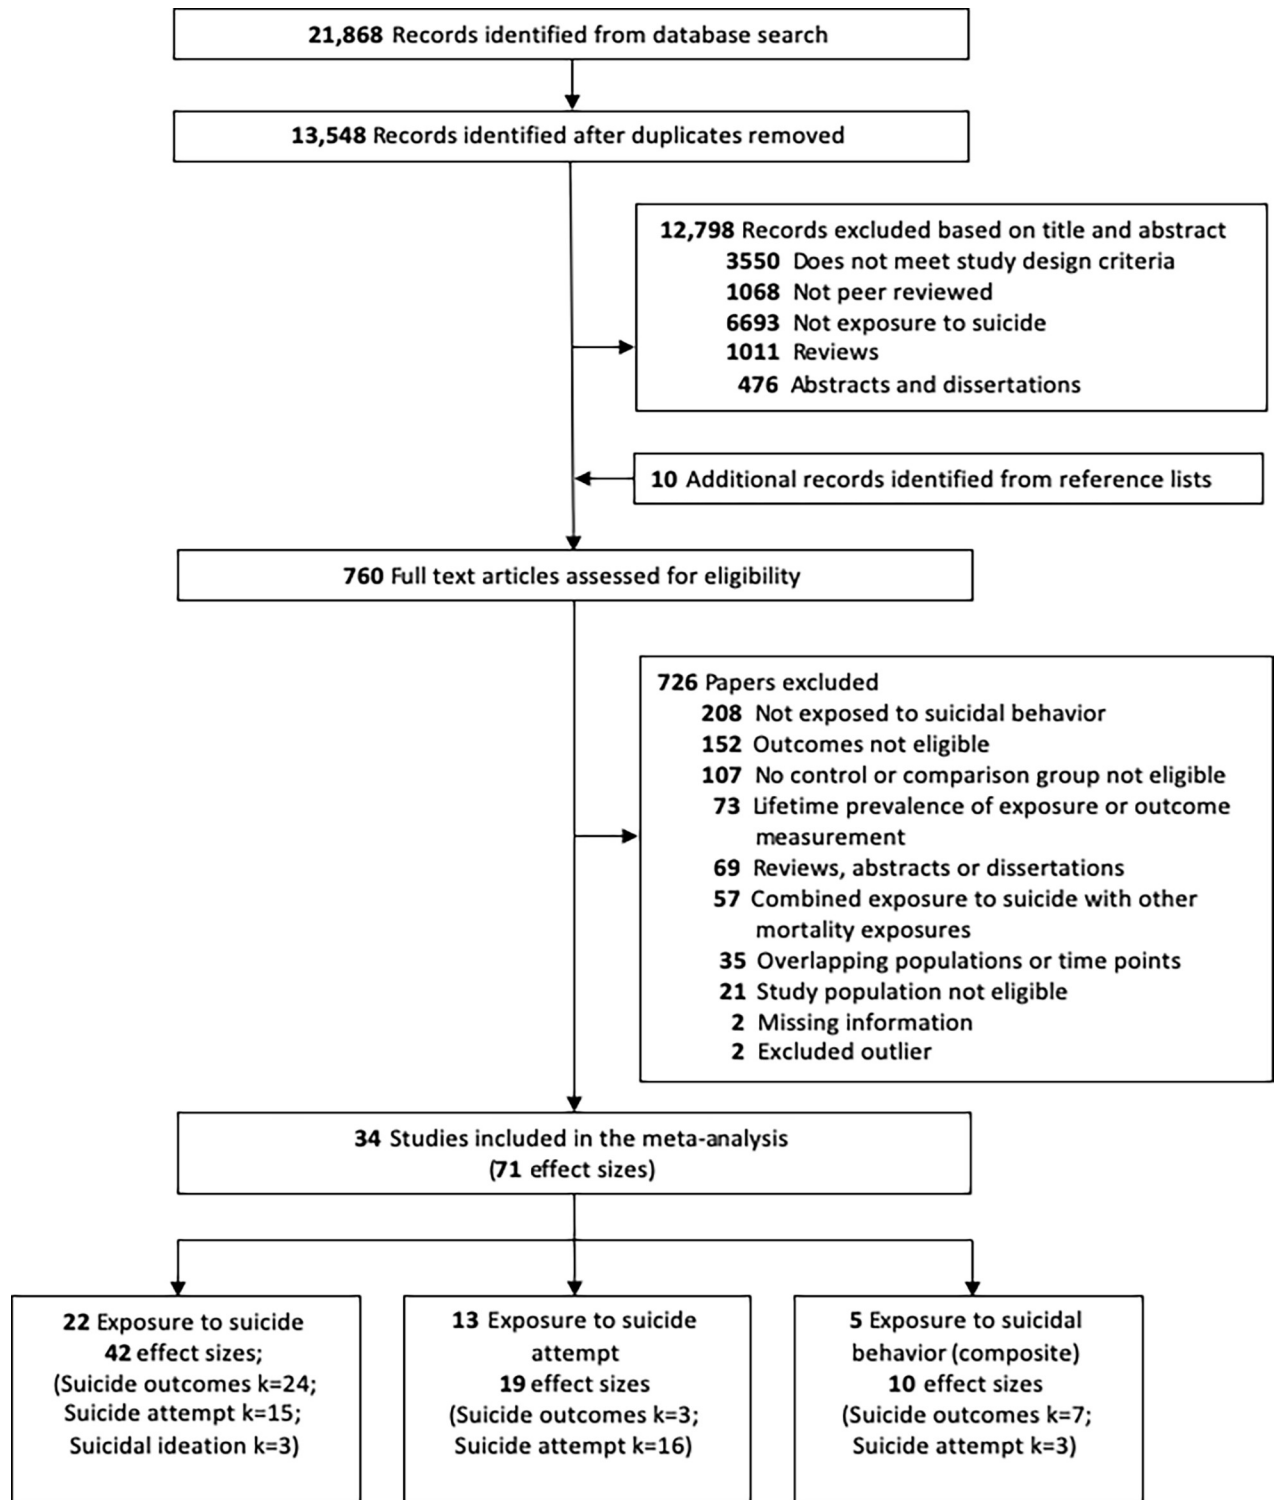 21,868 Records identified from database search
13,548 Records identified after duplicates removed
12,798 Records excluded based on title and abstract
3550 Does not meet study design criteria
1068 Not peer reviewed
6693 Not exposure to suicide
1011 Reviews
476 Abstracts and dissertations
10 Additional records identified from reference lists
760 Full text articles assessed for eligibility
726 Papers excluded
208 Not exposed to suicidal behavior
152 Outcomes not eligible
107 No control or comparison group not eligible
73 Lifetime prevalence of exposure or outcome
measurement
69 Reviews, abstracts or dissertations
57 Combined exposure to suicide with other
mortality exposures
35 Overlapping populations or time points
21 Study population not eligible
2 Missing information
2 Excluded outlier
34 Studies included in the meta-analysis
(71 effect sizes)
22 Exposure to suicide
42 effect sizes;
(Suicide outcomes k=24;
Suicide attempt k=15;
Suicidal ideation k=3)
13 Exposure to suicide
attempt
19 effect sizes
(Suicide outcomes k=3;
Suicide attempt k=16)
5 Exposure to suicidal
behavior (composite)
10 effect sizes
(Suicide outcomes k=7;
Suicide attempt k=3)